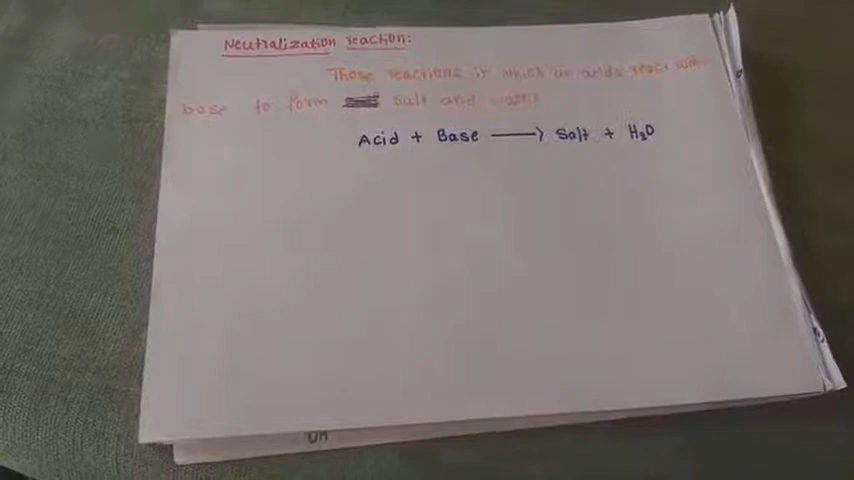 Neutralization reaction:
Those reactions in which an acids react with
base to form salt and water
Acid + Base ⟶ Salt + H₂O